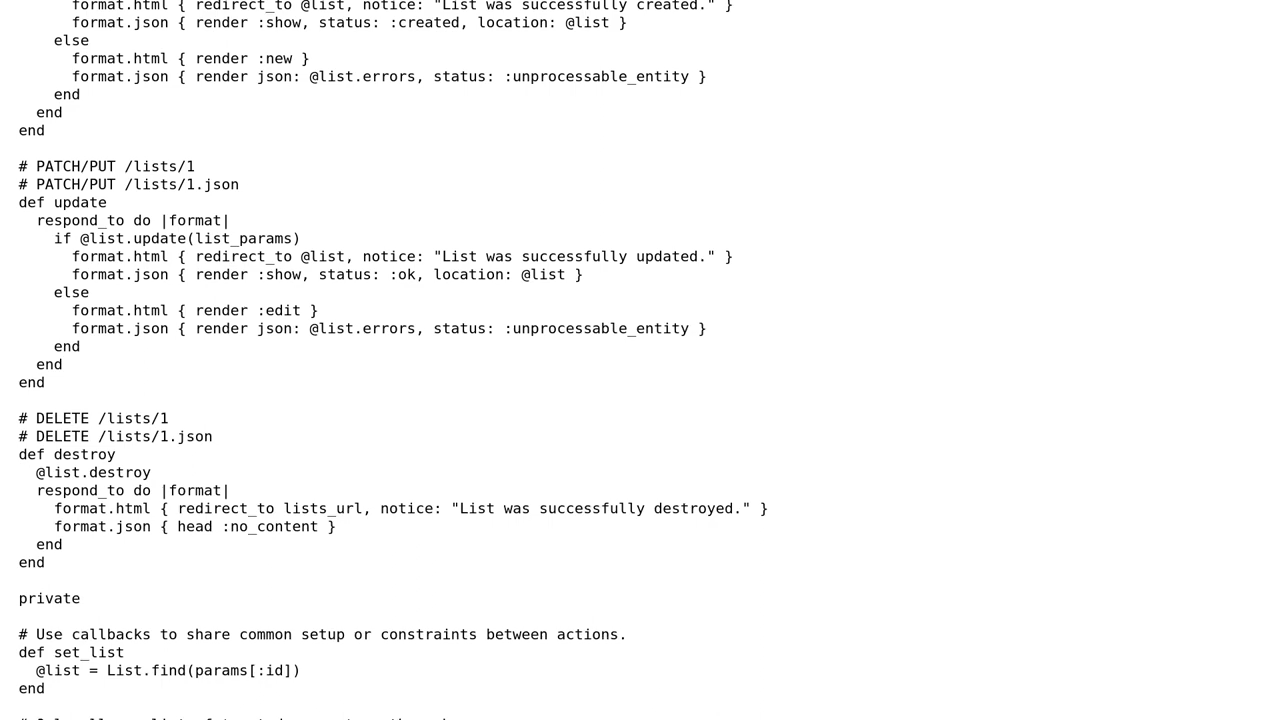 format.html { redirect_to @list, notice: "List was successfully created." }
      format.json { render :show, status: :created, location: @list }
    else
      format.html { render :new }
      format.json { render json: @list.errors, status: :unprocessable_entity }
    end
  end
end

# PATCH/PUT /lists/1
# PATCH/PUT /lists/1.json
def update
  respond_to do |format|
    if @list.update(list_params)
      format.html { redirect_to @list, notice: "List was successfully updated." }
      format.json { render :show, status: :ok, location: @list }
    else
      format.html { render :edit }
      format.json { render json: @list.errors, status: :unprocessable_entity }
    end
  end
end

# DELETE /lists/1
# DELETE /lists/1.json
def destroy
  @list.destroy
  respond_to do |format|
    format.html { redirect_to lists_url, notice: "List was successfully destroyed." }
    format.json { head :no_content }
  end
end

private

# Use callbacks to share common setup or constraints between actions.
def set_list
  @list = List.find(params[:id])
end